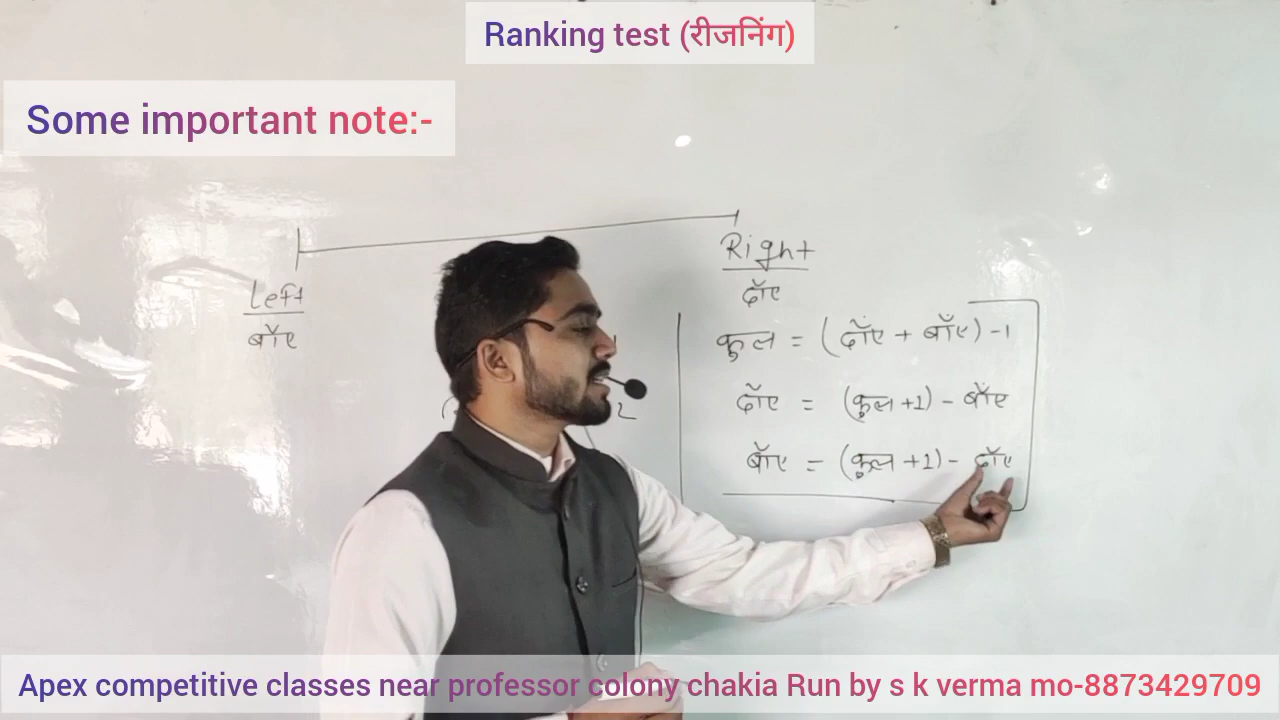 Ranking test (रीजनिंग)
Some important note:-
Left
बाँए
Right
दाँए
कुल = (दाँए + बाँए) -1
दाँए = (कुल +1) - बाँए
बाँए = (कुल +1) - दाँए
2
Apex competitive classes near professor colony chakia Run by s k verma mo-8873429709